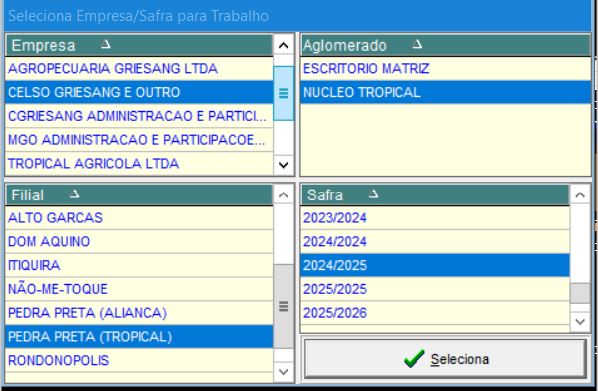 Seleciona Empresa/Safra para Trabalho
Empresa
AGROPECUARIA GRIESANG LTDA
CELSO GRIESANG E OUTRO
CGRIESANG ADMINISTRACAO E PARTICI...
MGO ADMINISTRACAO E PARTICIPACOE...
TROPICAL AGRICOLA LTDA
Aglomerado
ESCRITORIO MATRIZ
NUCLEO TROPICAL
Filial
ALTO GARCAS
DOM AQUINO
ITIQUIRA
NÃO-ME-TOQUE
PEDRA PRETA (ALIANCA)
PEDRA PRETA (TROPICAL)
RONDONOPOLIS
Safra
2023/2024
2024/2024
2024/2025
2025/2025
2025/2026
Seleciona